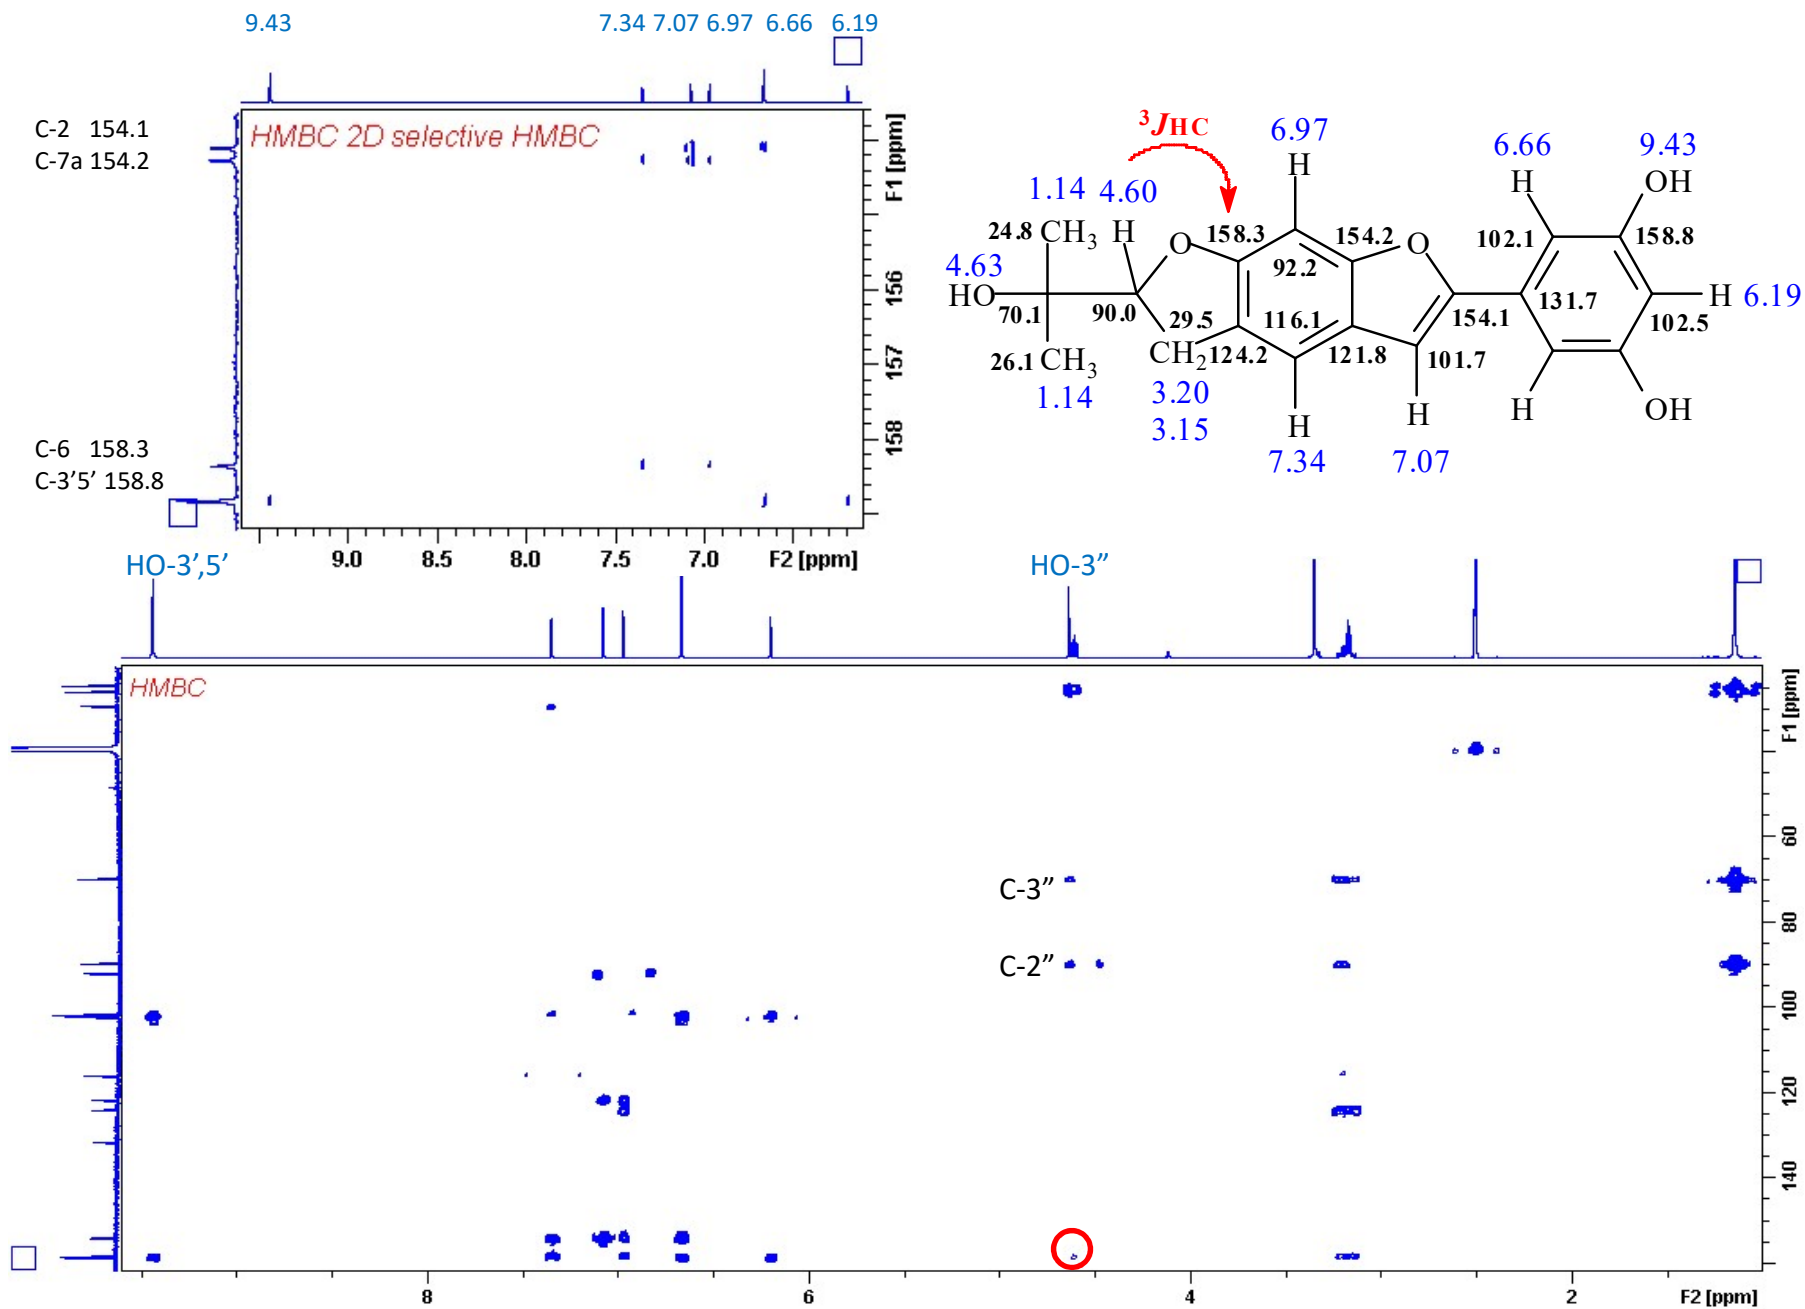 9.43 7.34 7.07 6.97 6.66 6.19
C-2 154.1
C-7a 154.2
HMBC 2D selective HMBC
F1 [ppm]
156
157
158
C-6 158.3
C-3’5’ 158.8
9.0 8.5 8.0 7.5 7.0 F2 [ppm]
3JHC
6.97
H
6.66
H
9.43
OH
1.14 4.60
24.8 CH3 H
O 158.3
154.2 O
102.1
158.8
4.63
HO
70.1
90.0
29.5
92.2
116.1
154.1
131.7
H 6.19
102.5
26.1 CH3
CH2 124.2
121.8
101.7
1.14
3.20
3.15
H
7.34
H
7.07
H
OH
HO-3’,5’
HO-3”
HMBC
F1 [ppm]
60
C-3”
80
C-2”
100
120
140
8 6 4 2 F2 [ppm]